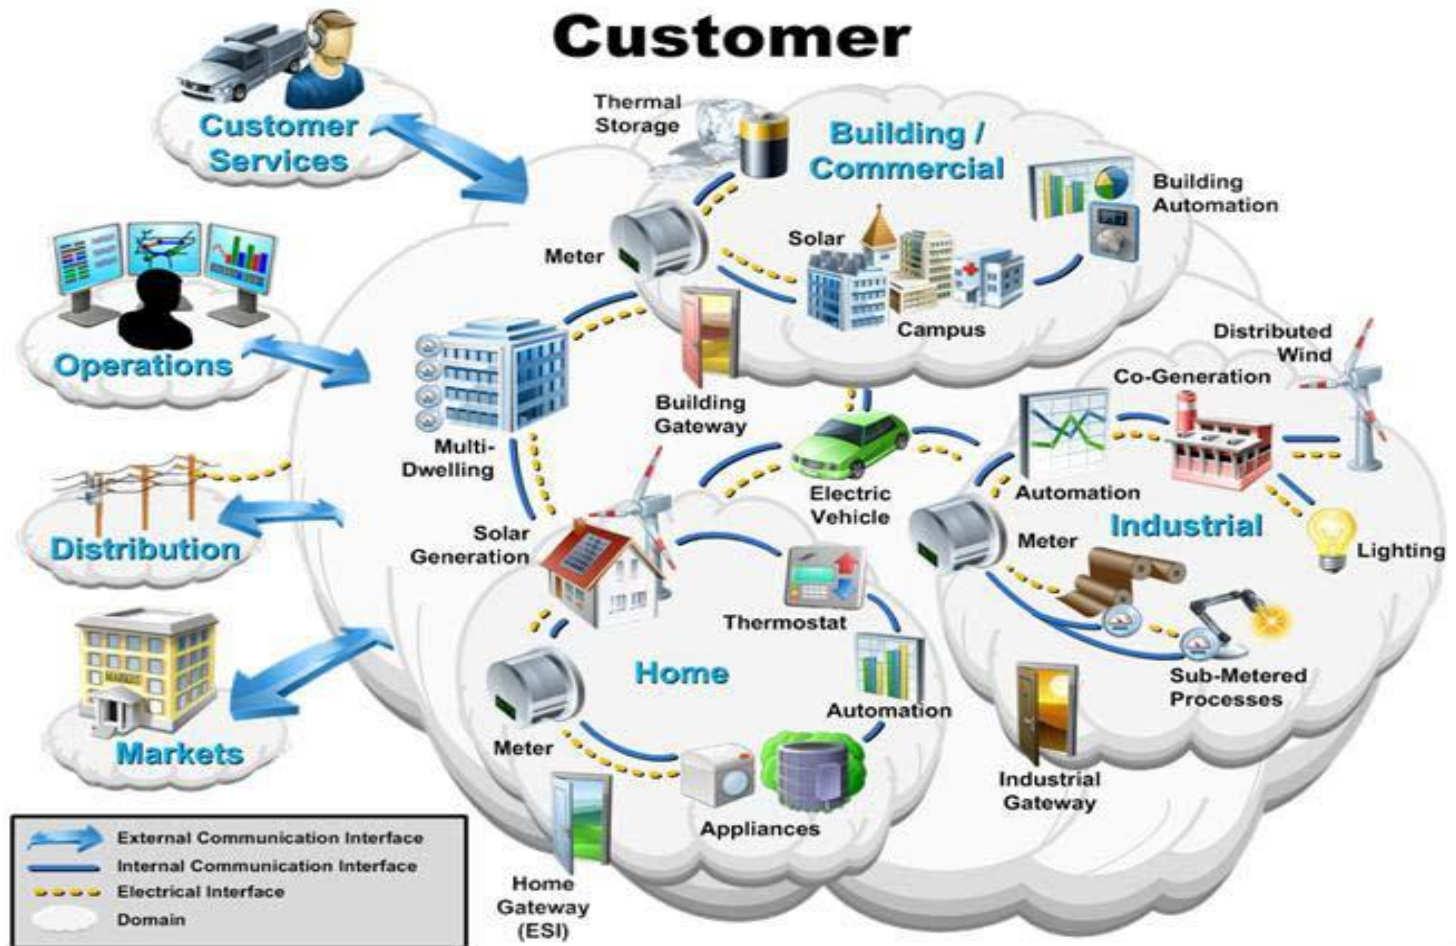 Customer
Customer
Services
Thermal
Storage
Building /
Commercial
Building
Automation
Meter
Solar
Campus
Operations
Building
Gateway
Multi-
Dwelling
Distributed
Wind
Co-Generation
Electric
Vehicle
Automation
Industrial
Meter
Lighting
Distribution
Solar
Generation
Thermostat
Home
Automation
Sub-Metered
Processes
MARKET
Markets
Meter
Appliances
Industrial
Gateway
Home
Gateway
(ESI)
External Communication Interface
Internal Communication Interface
Electrical Interface
Domain